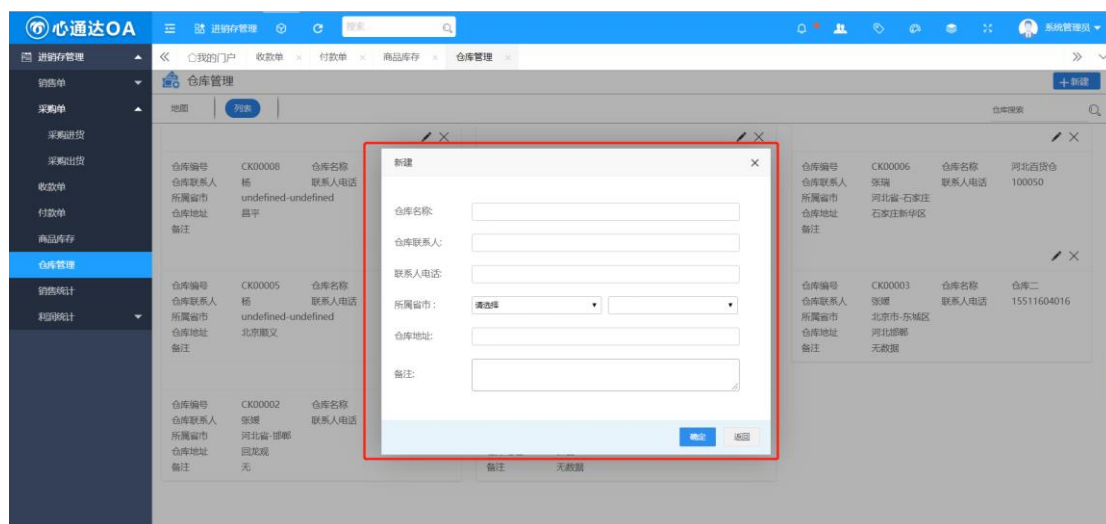 心通达OA
进销存管理
搜索
系统管理员
进销存管理
我的门户
收款单
付款单
商品库存
仓库管理
销售单
仓库管理
新建
采购单
地图
列表
仓库搜索
采购进货
采购出货
收款单
付款单
商品库存
仓库管理
销售统计
利润统计
仓库编号 CK00008 仓库名称
仓库联系人 杨 联系人电话
所属省市 undefined-undefined
仓库地址 昌平
备注
仓库编号 CK00006 仓库名称 河北百货仓
仓库联系人 张瑞 联系人电话 100050
所属省市 河北省-石家庄
仓库地址 石家庄新华区
备注
仓库编号 CK00005 仓库名称
仓库联系人 杨 联系人电话
所属省市 undefined-undefined
仓库地址 北京顺义
备注
仓库编号 CK00003 仓库名称 仓库二
仓库联系人 张媛 联系人电话 15511604016
所属省市 北京市-东城区
仓库地址 河北邯郸
备注 无数据
仓库编号 CK00002 仓库名称
仓库联系人 张媛 联系人电话
所属省市 河北省-邯郸
仓库地址 回龙观
备注 无
备注 无数据
新建
仓库名称:
仓库联系人:
联系人电话:
所属省市: 请选择
仓库地址:
备注:
确定 返回